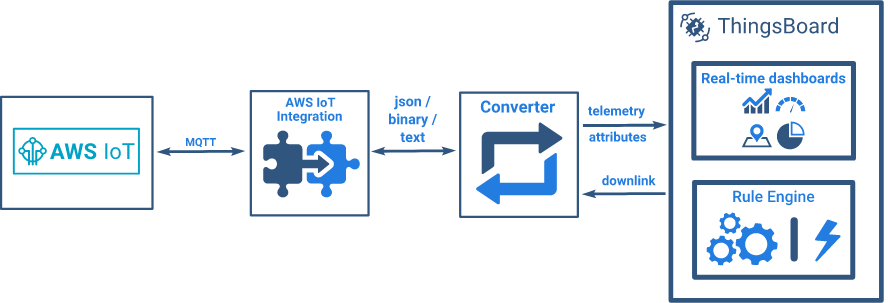 AWS IoT
MQTT
AWS IoT
Integration
json /
binary /
text
Converter
telemetry
attributes
downlink
ThingsBoard
Real-time dashboards
Rule Engine